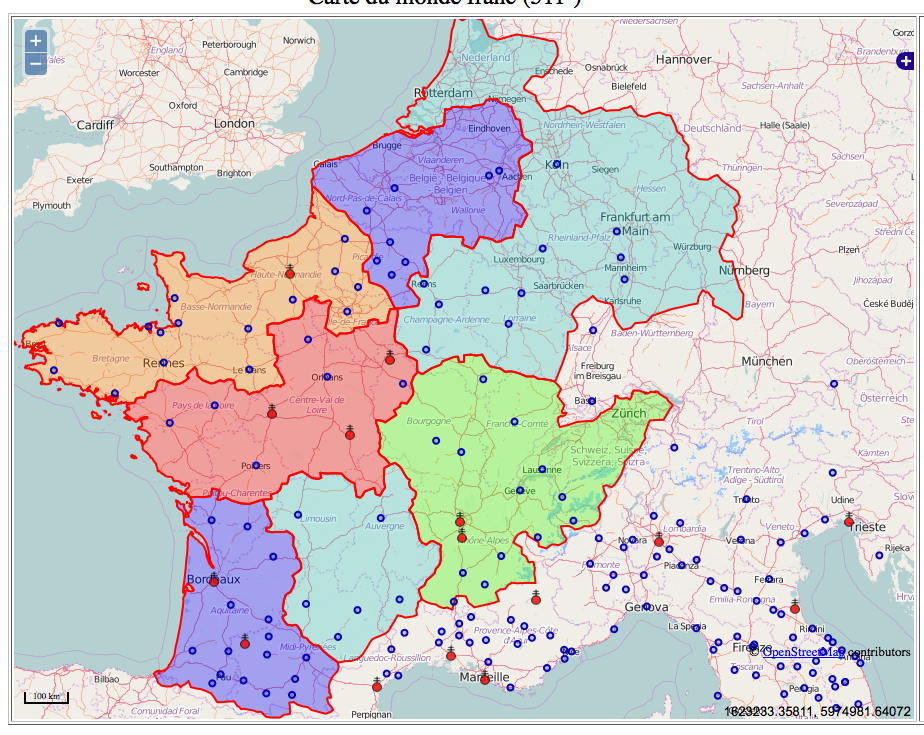 Carte du monde franc (511 )
+
−
+
Niedersachsen
Gorzó
England
Peterborough
Norwich
Brandenburg
Wales
Nederland
Hannover
Worcester
Cambridge
Enschede
Osnabrück
Bielefeld
Sachsen-Anhalt
Oxford
Rotterdam
Nijmegen
Cardiff
London
Eindhoven
Nordrhein-Westfalen
Deutschland
Halle (Saale)
Brugge
Southampton
Brighton
Calais
Vlaanderen
Köln
Siegen
Thüringen
Sachsen
Exeter
België - Belgique
Belgien
Aachen
Hessen
Plymouth
Nord-Pas-de-Calais
Wallonie
Frankfurt am
Main
Severozápad
Rheinland-Pfalz
Würzburg
Plzeň
Picardie
Luxembourg
Mannheim
Nürnberg
Haute-Normandie
Reims
Saarbrücken
Jihozápad
Karlsruhe
Basse-Normandie
Bayern
České Buděj
Île-de-France
Champagne-Ardenne
Lorraine
Baden-Württemberg
Brest
Alsace
Bretagne
Rennes
Le Mans
Orléans
Freiburg
im Breisgau
München
Oberösterreich
Basel
Österreich
Pays de la Loire
Centre-Val de
Loire
Zürich
Bourgogne
Franche-Comté
Tirol
Schweiz, Suisse,
Svizzera, Svizra
Kärnten
Poitiers
Lausanne
Trentino-Alto
Adige - Südtirol
Poitou-Charentes
Genève
Trento
Udine
Limousin
Auvergne
Lombardia
Veneto
Trieste
Rhône-Alpes
Novara
Verona
Rijeka
Piacenza
Bordeaux
Piemonte
Ferrara
Genova
Emilia-Romagna
Aquitaine
La Spezia
Rimini
Midi-Pyrénées
Provence-Alpes-Côte
d'Azur
Firenze
© OpenStreetMap contributors
Languedoc-Roussillon
Nice
Ancona
Bilbao
Pau
Marseille
Toscana
Perugia
100 km
Comunidad Foral
Perpignan
1623233.35811, 5974981.64072